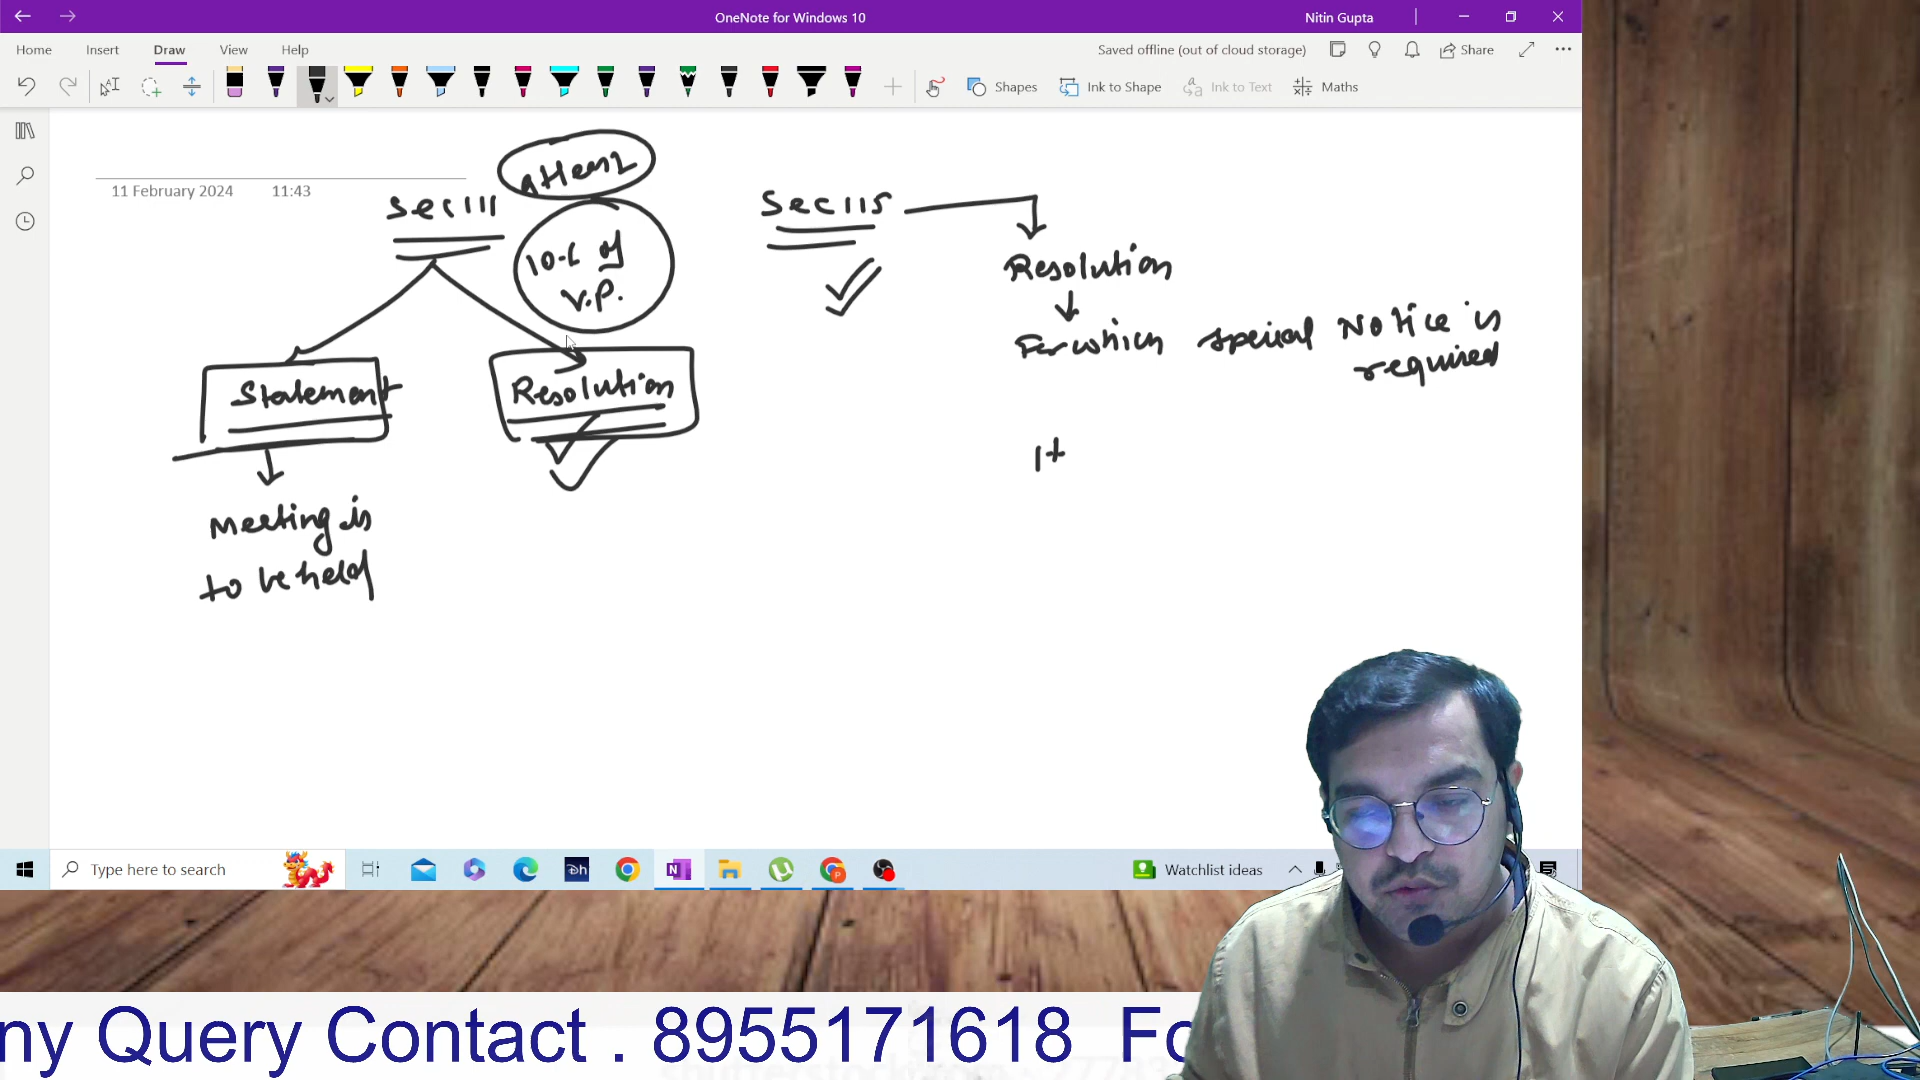 OneNote for Windows 10
Nitin Gupta
Home Insert Draw View Help
Saved offline (out of cloud storage)
Share
Shapes
Ink to Shape
Ink to Text
Maths
11 February 2024 11:43
Sec 111
10% of
V.P.
Statement
Resolution
Meeting is
to be held
Sec 115
Resolution
For which special Notice is
required
It
Type here to search
Watchlist ideas
ny Query Contact . 8955171618 Fo